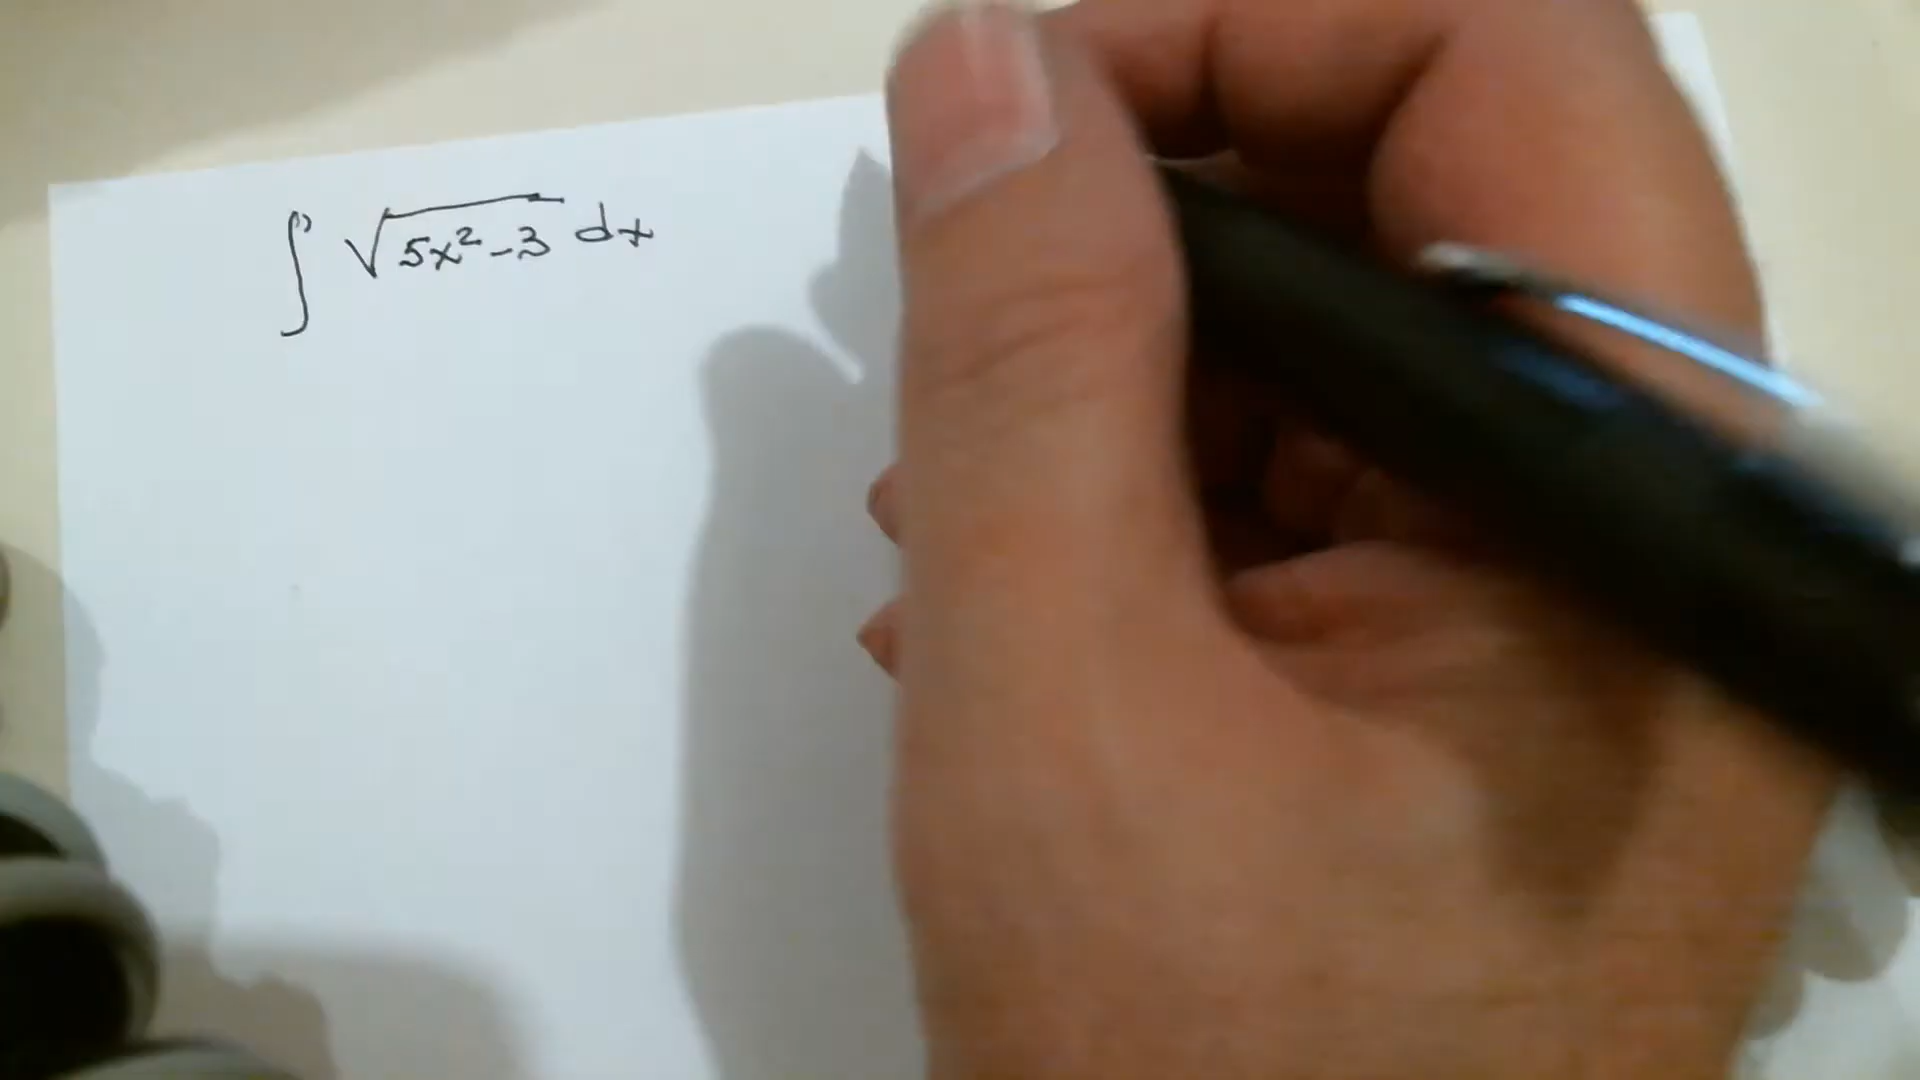 ∫ √(5x²-3) dx